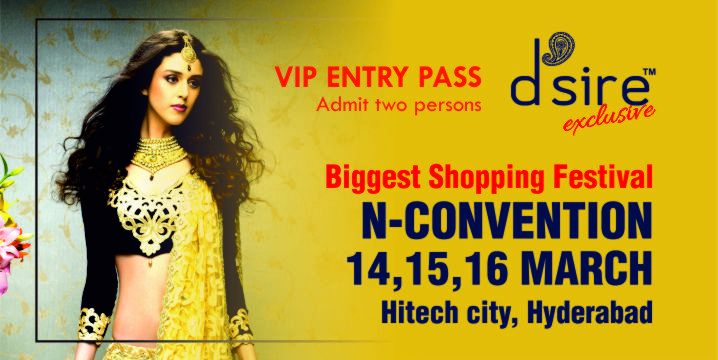 VIP ENTRY PASS
Admit two persons
d'sire™
exclusive
Biggest Shopping Festival
N-CONVENTION
14,15,16 MARCH
Hitech city, Hyderabad